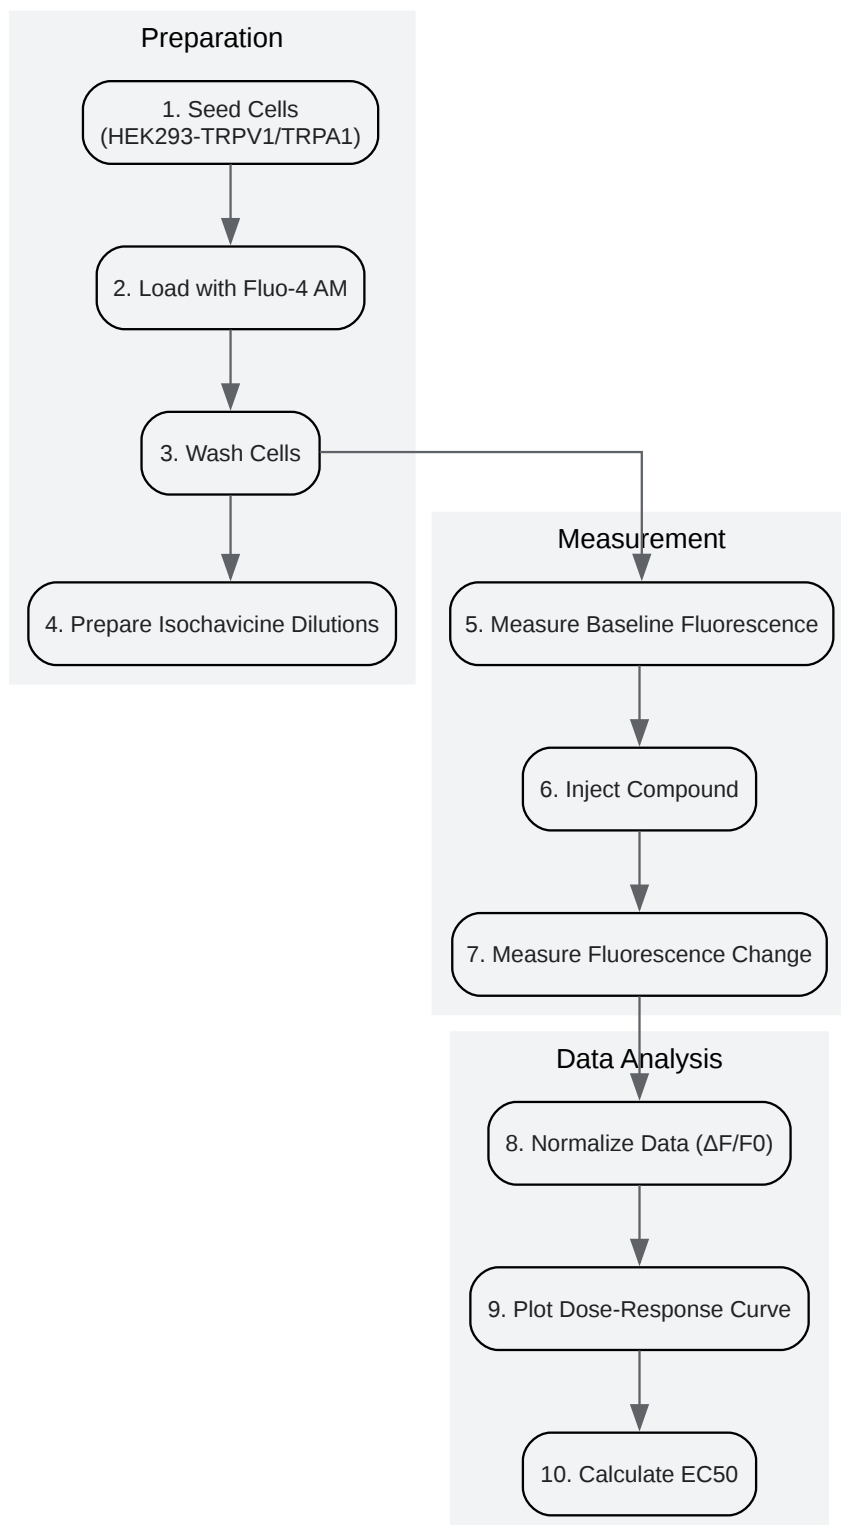 Preparation
1. Seed Cells
(HEK293-TRPV1/TRPA1)
2. Load with Fluo-4 AM
3. Wash Cells
4. Prepare Isochavicine Dilutions
Measurement
5. Measure Baseline Fluorescence
6. Inject Compound
7. Measure Fluorescence Change
Data Analysis
8. Normalize Data (ΔF/F0)
9. Plot Dose-Response Curve
10. Calculate EC50